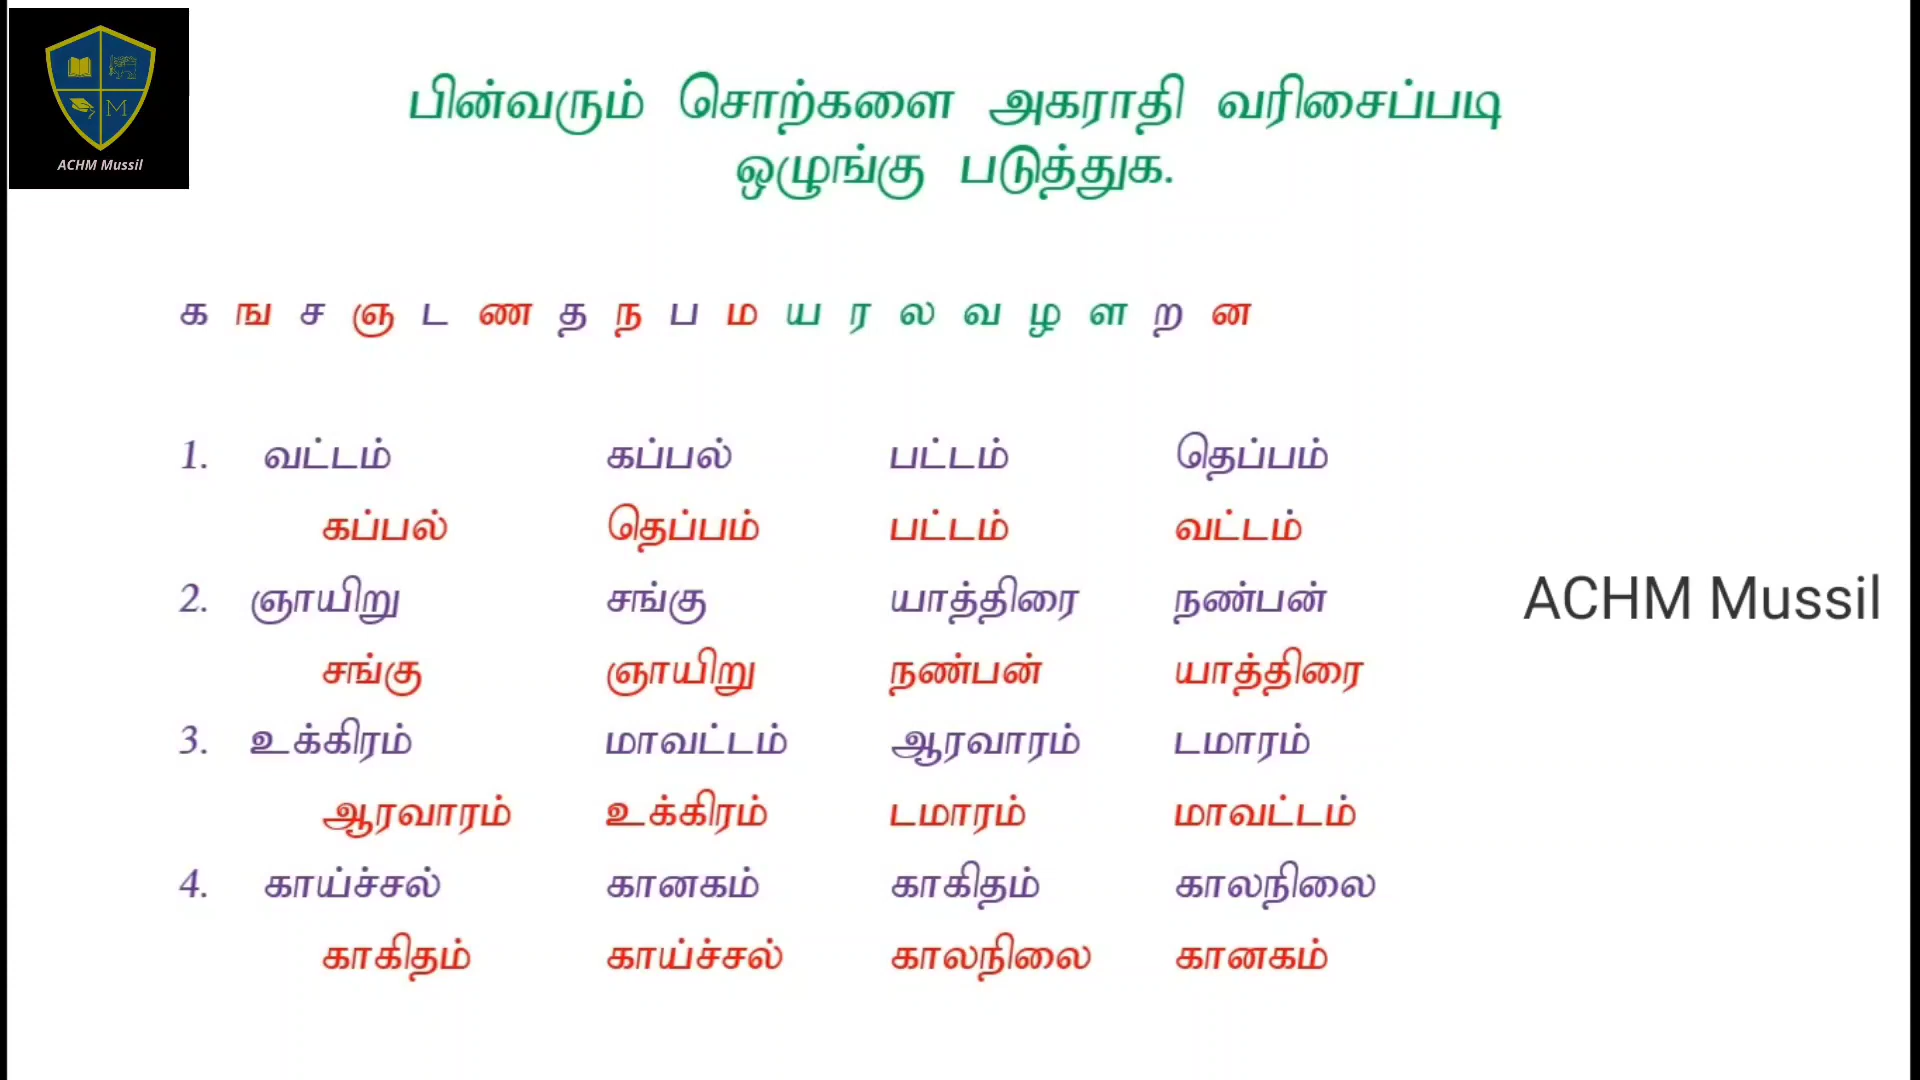 M
ACHM Mussil
பின்வரும் சொற்களை அகராதி வரிசைப்படி
ஒழுங்கு படுத்துக.
க ங ச ஞ ட ண த ந ப ம ய ர ல வ ழ ள ற ன
1. வட்டம் கப்பல் பட்டம் தெப்பம்
கப்பல் தெப்பம் பட்டம் வட்டம்
2. ஞாயிறு சங்கு யாத்திரை நண்பன்
ACHM Mussil
சங்கு ஞாயிறு நண்பன் யாத்திரை
3. உக்கிரம் மாவட்டம் ஆரவாரம் டமாரம்
ஆரவாரம் உக்கிரம் டமாரம் மாவட்டம்
4. காய்ச்சல் கானகம் காகிதம் காலநிலை
காகிதம் காய்ச்சல் காலநிலை கானகம்